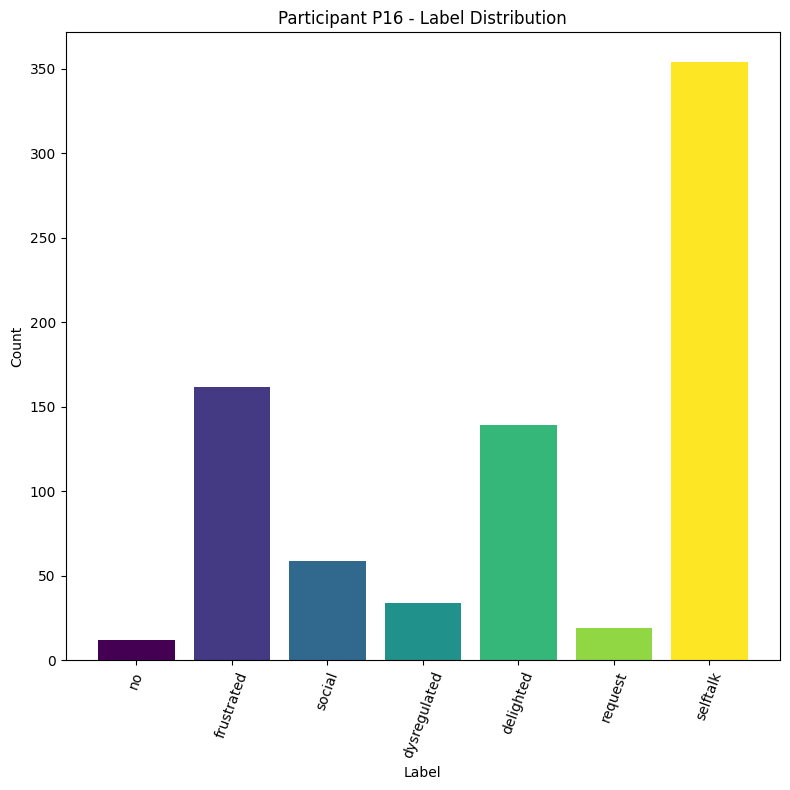 Participant P16 - Label Distribution
350
300
250
200
150
100
50
0
Count
no
frustrated
social
dysregulated
delighted
request
selftalk
Label